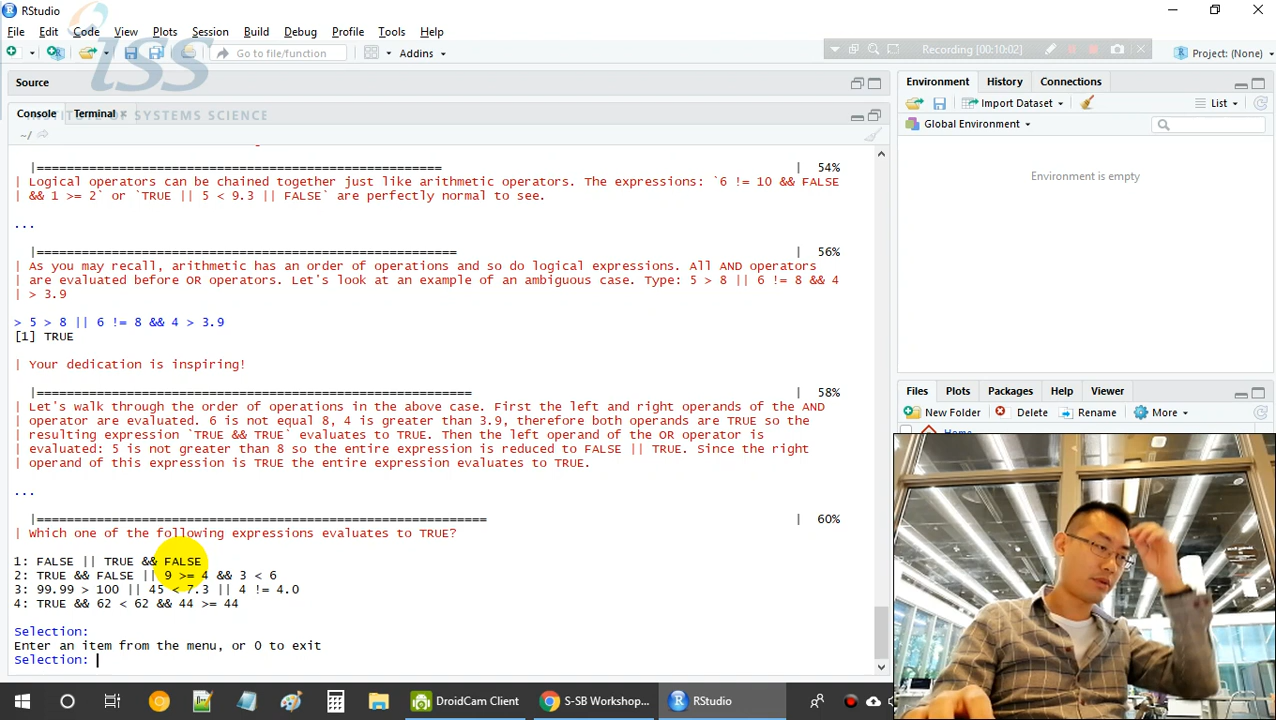 RStudio
File Edit Code View Plots Session Build Debug Profile Tools Help
Go to file/function
Addins
Recording [00:10:02]
Project: (None)
iss
INSTITUTE OF SYSTEMS SCIENCE
Source
Console Terminal
~/
|====================================================== | 54%
| Logical operators can be chained together just like arithmetic operators. The expressions: `6 != 10 && FALSE
| && 1 >= 2` or `TRUE || 5 < 9.3 || FALSE` are perfectly normal to see.
...
|======================================================== | 56%
| As you may recall, arithmetic has an order of operations and so do logical expressions. All AND operators
| are evaluated before OR operators. Let's look at an example of an ambiguous case. Type: 5 > 8 || 6 != 8 && 4
| > 3.9
> 5 > 8 || 6 != 8 && 4 > 3.9
[1] TRUE
| Your dedication is inspiring!
|========================================================== | 58%
| Let's walk through the order of operations in the above case. First the left and right operands of the AND
| operator are evaluated. 6 is not equal 8, 4 is greater than 3.9, therefore both operands are TRUE so the
| resulting expression `TRUE && TRUE` evaluates to TRUE. Then the left operand of the OR operator is
| evaluated: 5 is not greater than 8 so the entire expression is reduced to FALSE || TRUE. Since the right
| operand of this expression is TRUE the entire expression evaluates to TRUE.
...
|============================================================ | 60%
| Which one of the following expressions evaluates to TRUE?
1: FALSE || TRUE && FALSE
2: TRUE && FALSE || 9 >= 4 && 3 < 6
3: 99.99 > 100 || 45 < 7.3 || 4 != 4.0
4: TRUE && 62 < 62 && 44 >= 44
Selection:
Enter an item from the menu, or 0 to exit
Selection:
Environment History Connections
Import Dataset
List
Global Environment
Environment is empty
Files Plots Packages Help Viewer
New Folder Delete Rename More
Home
DroidCam Client
S-SB Workshop...
RStudio